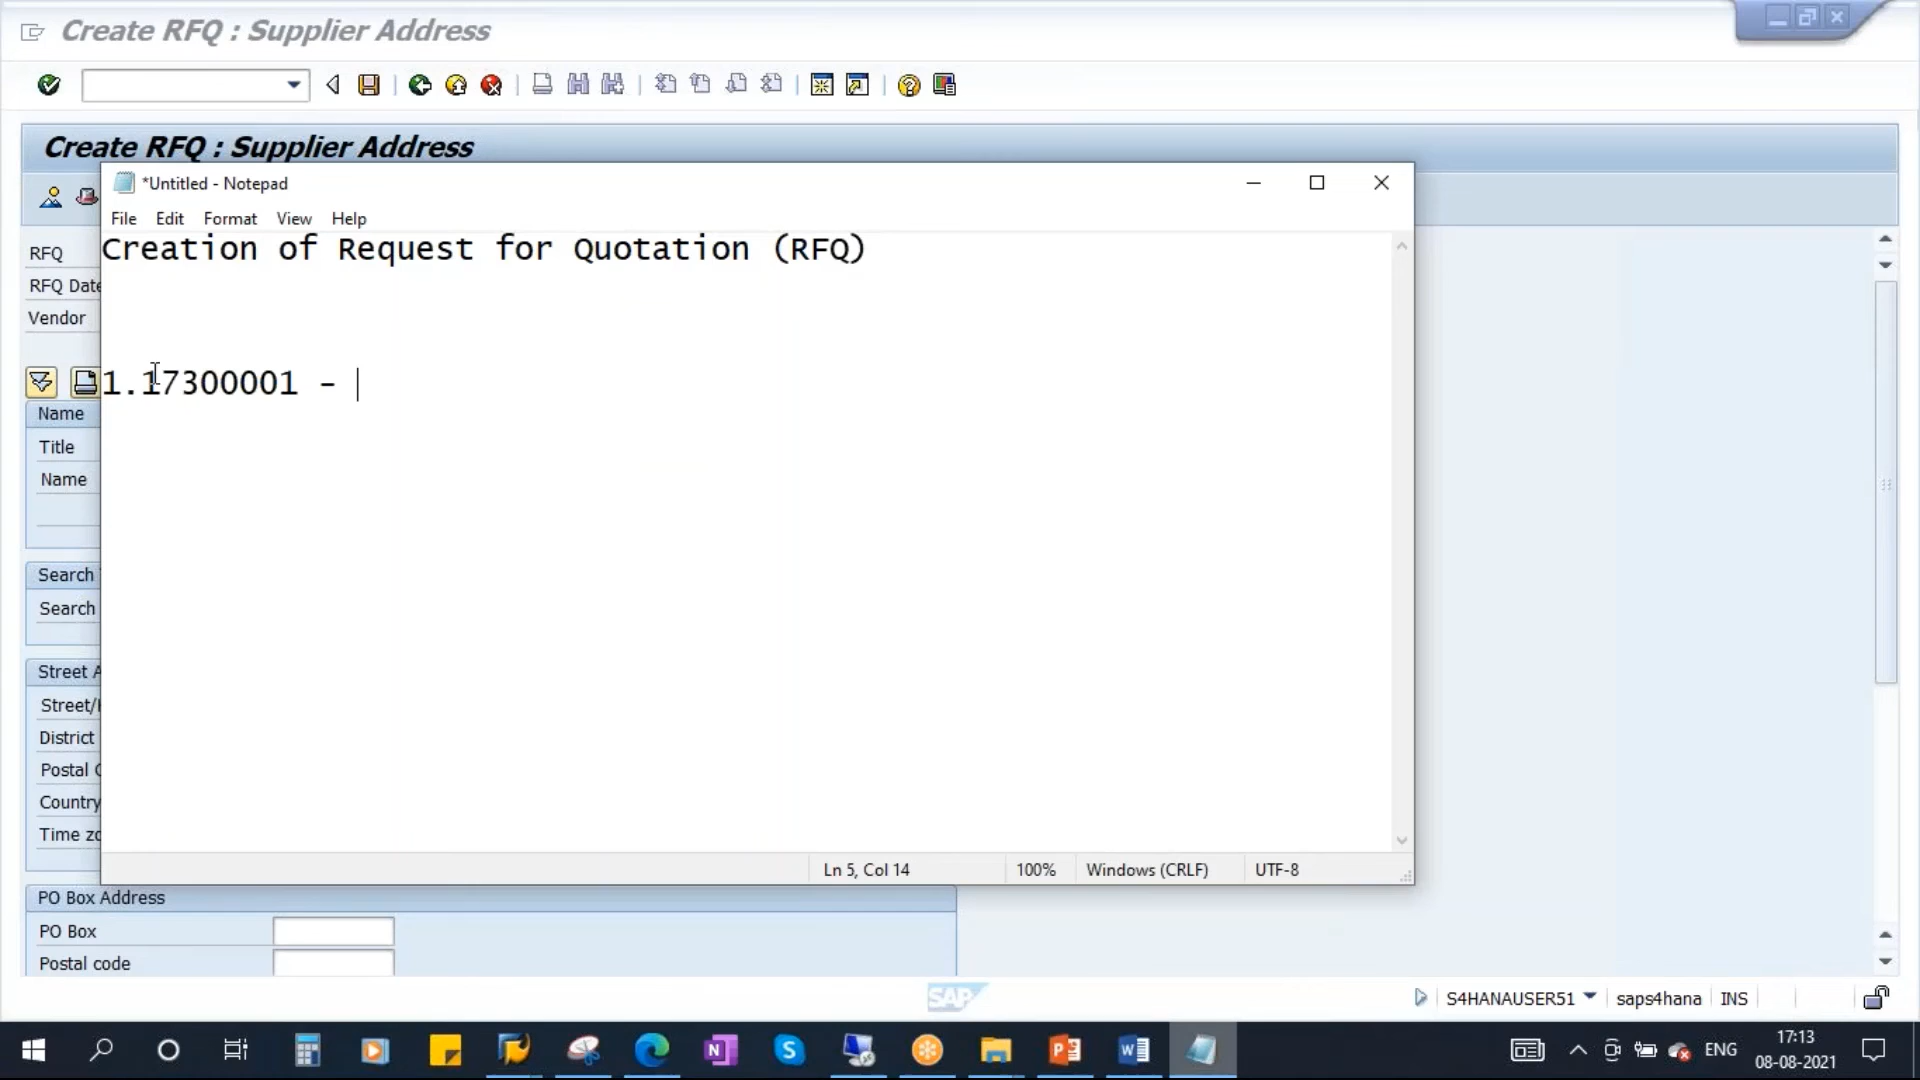 Create RFQ : Supplier Address
Create RFQ : Supplier Address
*Untitled - Notepad
File Edit Format View Help
Creation of Request for Quotation (RFQ)
RFQ
RFQ Date
Vendor
1.17300001 -
Name
Title
Name
Search
Search
Street A
Street/
District
Postal C
Country
Time zo
Ln 5, Col 14 100% Windows (CRLF) UTF-8
PO Box Address
PO Box
Postal code
SAP
S4HANAUSER51 saps4hana INS
ENG
17:13
08-08-2021